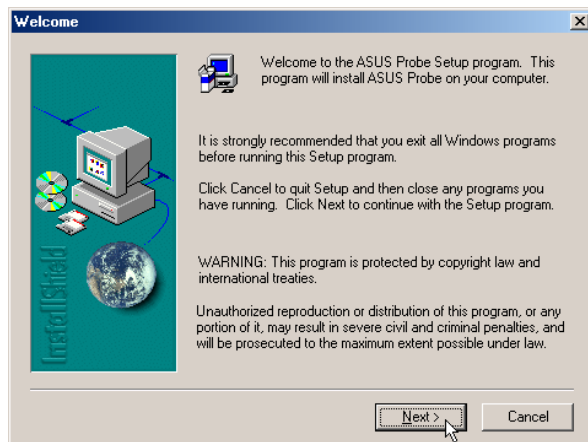 Welcome
Welcome to the ASUS Probe Setup program. This
program will install ASUS Probe on your computer.
It is strongly recommended that you exit all Windows programs
before running this Setup program.
Click Cancel to quit Setup and then close any programs you
have running. Click Next to continue with the Setup program.
WARNING: This program is protected by copyright law and
international treaties.
Unauthorized reproduction or distribution of this program, or any
portion of it, may result in severe civil and criminal penalties, and
will be prosecuted to the maximum extent possible under law.
InstallShield
Next >
Cancel